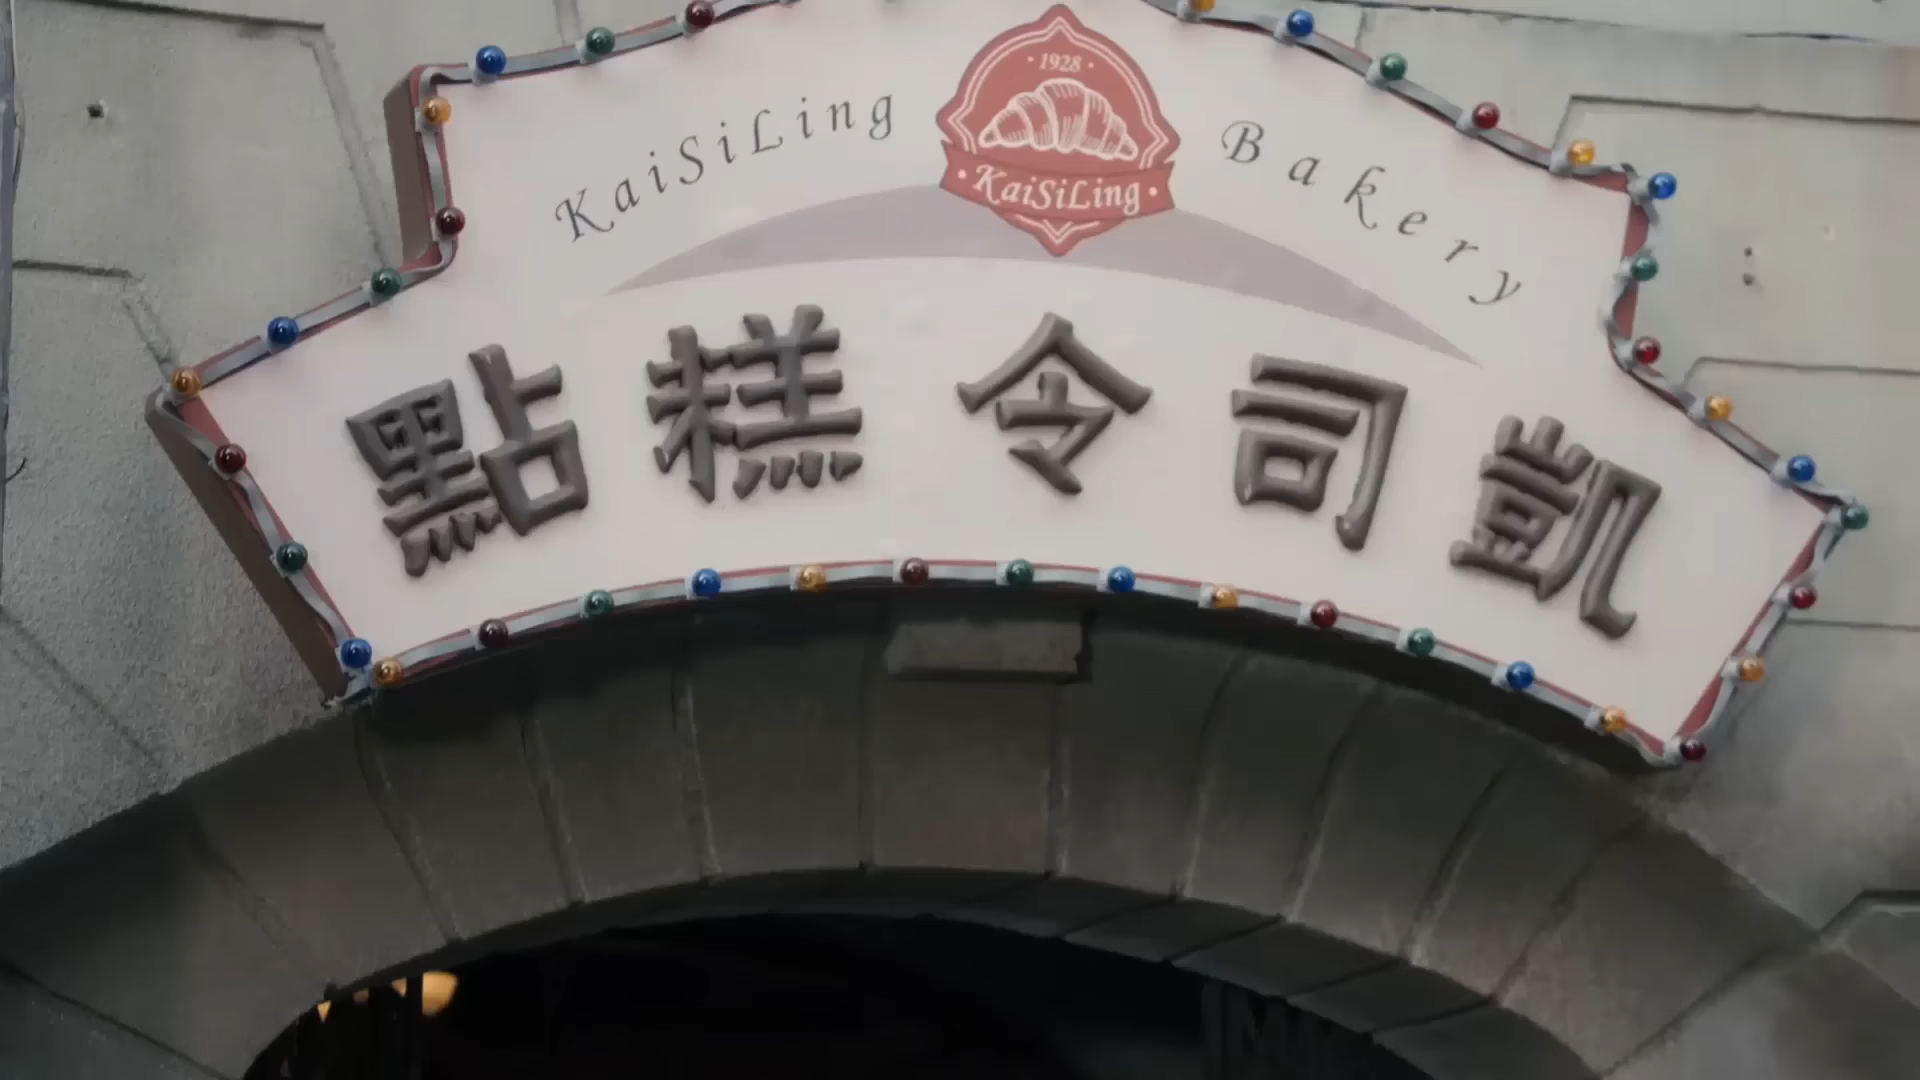 · 1928 ·
KaiSiLing Bakery
· KaiSiLing ·
凱司令糕點